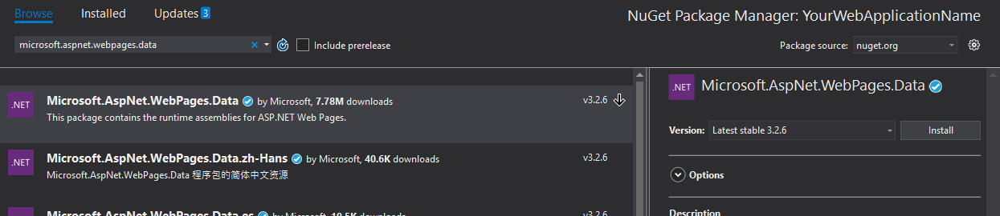 Browse Installed Updates 3
NuGet Package Manager: YourWebApplicationName
microsoft.aspnet.webpages.data
Include prerelease
Package source: nuget.org
.NET
Microsoft.AspNet.WebPages.Data by Microsoft, 7.78M downloads
v3.2.6
This package contains the runtime assemblies for ASP.NET Web Pages.
.NET
Microsoft.AspNet.WebPages.Data.zh-Hans by Microsoft, 40.6K downloads
v3.2.6
Microsoft.AspNet.WebPages.Data 程序包的简体中文资源
Microsoft.AspNet.WebPages.Data.es by Microsoft, 10.5K downloads
v3.2.6
.NET
Microsoft.AspNet.WebPages.Data
Version: Latest stable 3.2.6
Install
Options
Description